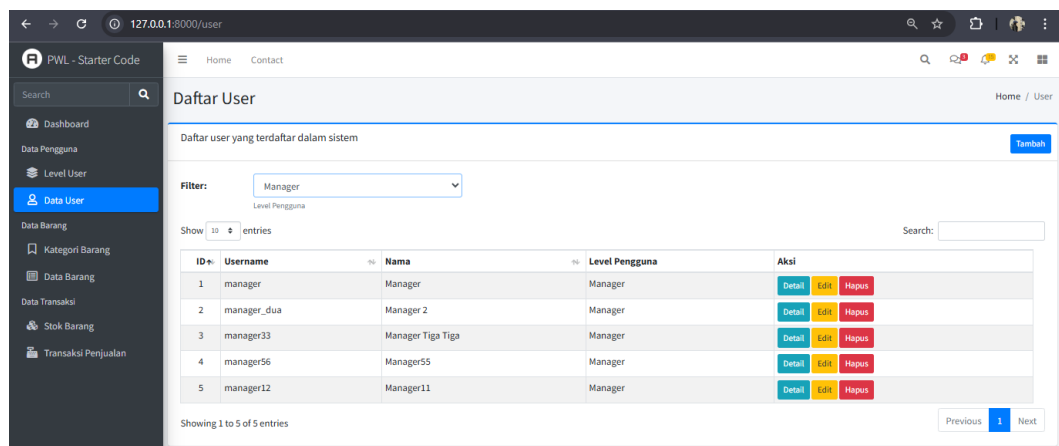 127.0.0.1:8000/user
PWL - Starter Code
Home Contact
Search
Dashboard
Data Pengguna
Level User
Data User
Data Barang
Kategori Barang
Data Barang
Data Transaksi
Stok Barang
Transaksi Penjualan
Daftar User
Home / User
Daftar user yang terdaftar dalam sistem
Tambah
Filter: Manager
Level Pengguna
Show 10 entries
Search:
ID Username Nama Level Pengguna Aksi
1 manager Manager Manager Detail Edit Hapus
2 manager_dua Manager 2 Manager Detail Edit Hapus
3 manager33 Manager Tiga Tiga Manager Detail Edit Hapus
4 manager56 Manager55 Manager Detail Edit Hapus
5 manager12 Manager11 Manager Detail Edit Hapus
Showing 1 to 5 of 5 entries
Previous 1 Next